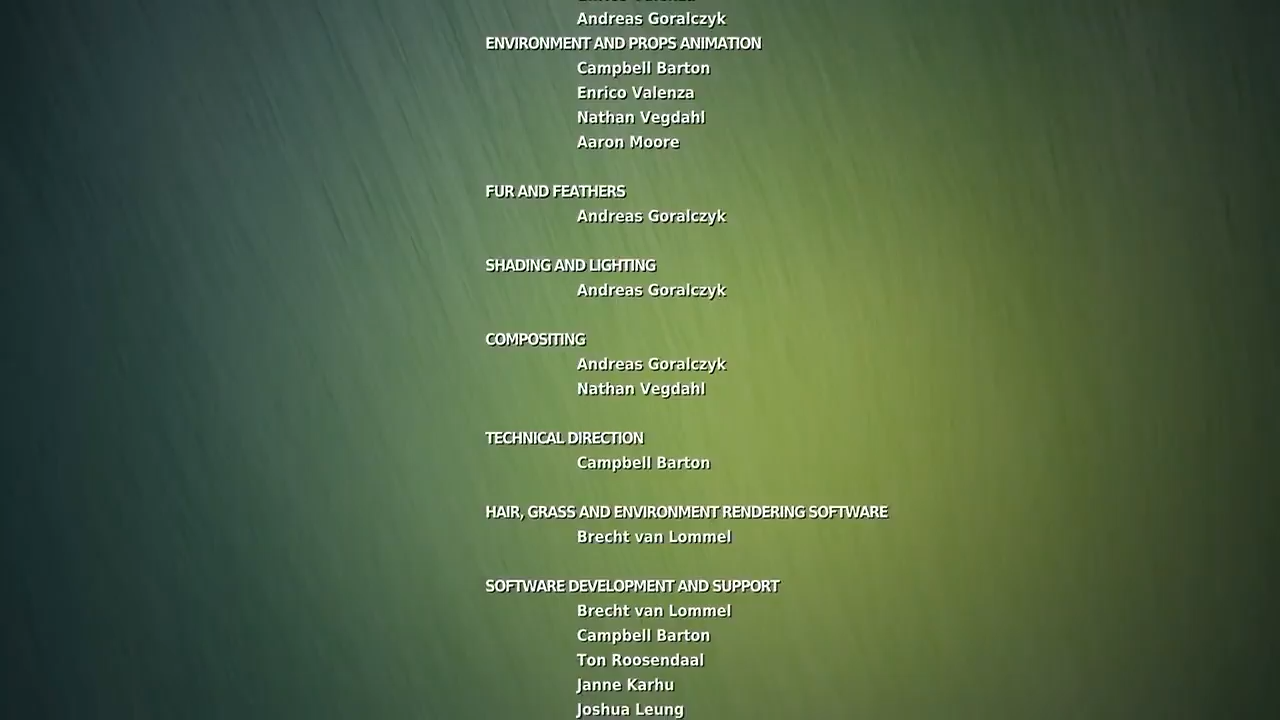 Andreas Goralczyk
ENVIRONMENT AND PROPS ANIMATION
Campbell Barton
Enrico Valenza
Nathan Vegdahl
Aaron Moore
FUR AND FEATHERS
Andreas Goralczyk
SHADING AND LIGHTING
Andreas Goralczyk
COMPOSITING
Andreas Goralczyk
Nathan Vegdahl
TECHNICAL DIRECTION
Campbell Barton
HAIR, GRASS AND ENVIRONMENT RENDERING SOFTWARE
Brecht van Lommel
SOFTWARE DEVELOPMENT AND SUPPORT
Brecht van Lommel
Campbell Barton
Ton Roosendaal
Janne Karhu
Joshua Leung